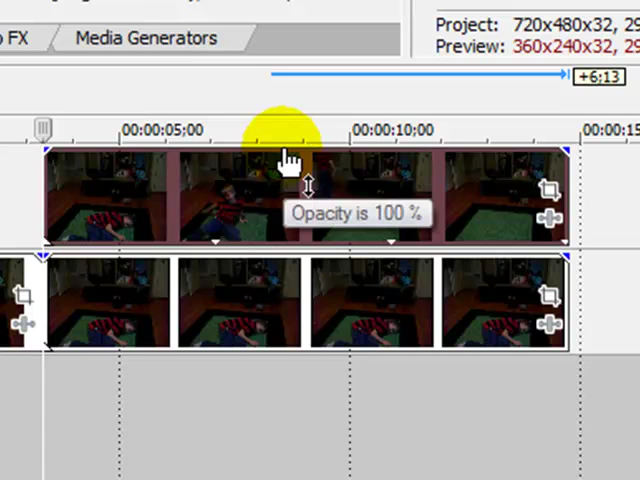 o FX
Media Generators
Project: 720x480x32, 29
Preview: 360x240x32, 29
+6;13
00:00:05;00
00:00:10;00
00:00:15
Opacity is 100 %